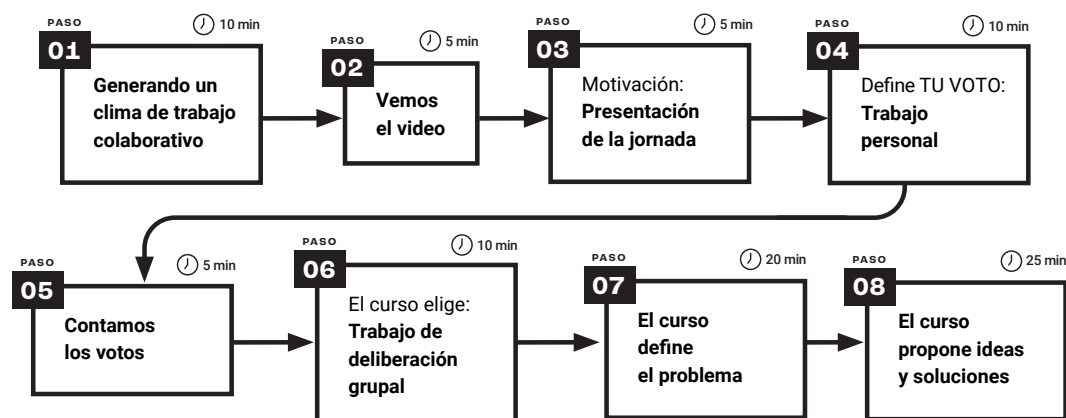 PASO
01
10 min
Generando un
clima de trabajo
colaborativo
PASO
02
5 min
Vemos
el video
PASO
03
5 min
Motivación:
Presentación
de la jornada
PASO
04
10 min
Define TU VOTO:
Trabajo
personal
PASO
05
5 min
Contamos
los votos
PASO
06
10 min
El curso elige:
Trabajo de
deliberación
grupal
PASO
07
20 min
El curso
define
el problema
PASO
08
25 min
El curso
propone ideas
y soluciones